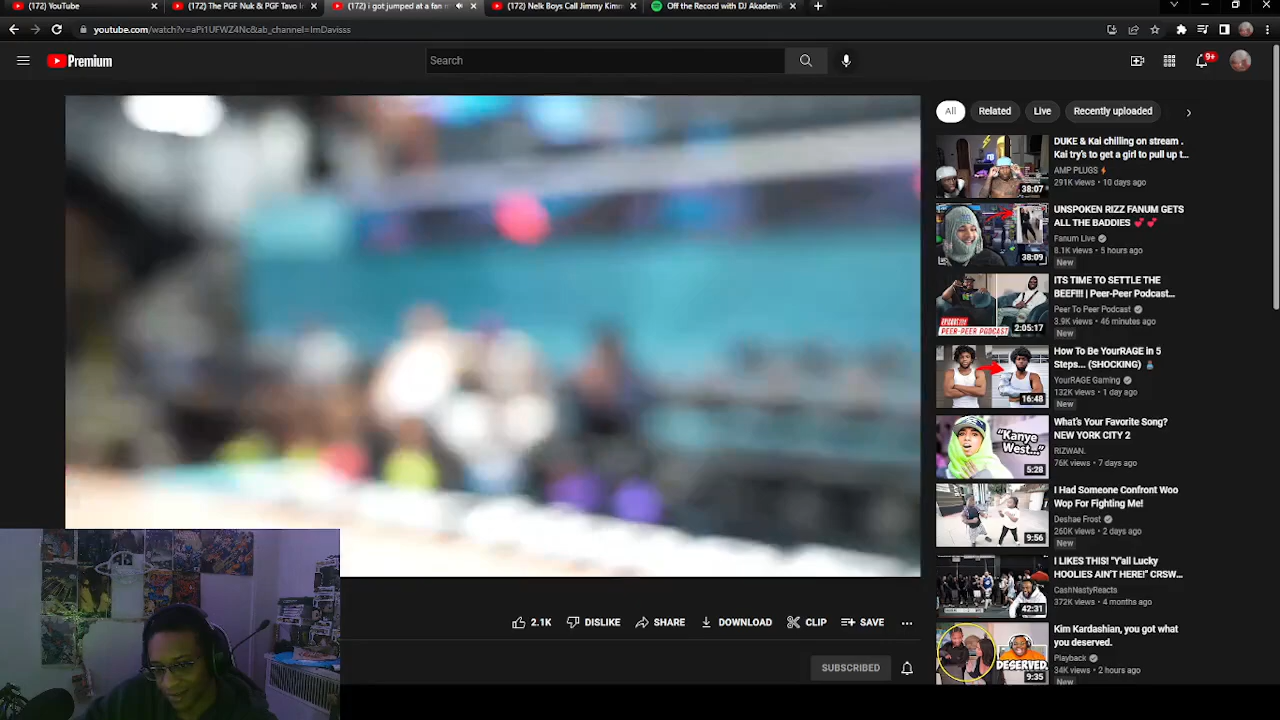 (172) YouTube
(172) The PGF Nuk & PGF Tavo I
(172) i got jumped at a fan
(172) Nelk Boys Call Jimmy Kim
Off the Record with DJ Akademi
youtube.com/watch?v=aPi1UFWZ4Nc&ab_channel=ImDavisss
Premium
Search
9+
All
Related
Live
Recently uploaded
DUKE & Kai chilling on stream .
Kai try's to get a girl to pull up t...
AMP PLUGS
291K views • 10 days ago
38:07
UNSPOKEN RIZZ FANUM GETS
ALL THE BADDIES
Fanum Live
8.1K views • 5 hours ago
New
38:09
ITS TIME TO SETTLE THE
BEEF!!! | Peer-Peer Podcast...
Peer To Peer Podcast
3.9K views • 46 minutes ago
New
PEER-PEER PODCAST
2:05:17
How To Be YourRAGE in 5
Steps... (SHOCKING)
YourRAGE Gaming
132K views • 1 day ago
New
16:48
What's Your Favorite Song?
NEW YORK CITY 2
RIZWAN.
76K views • 7 days ago
"Kanye
West..."
5:28
I Had Someone Confront Woo
Wop For Fighting Me!
Deshae Frost
260K views • 2 days ago
New
9:56
I LIKES THIS! "Y'all Lucky
HOOLIES AIN'T HERE!" CRSW...
CashNastyReacts
372K views • 4 months ago
42:31
Kim Kardashian, you got what
you deserved.
Playback
34K views • 2 hours ago
New
DESERVED.
9:35
2.1K
DISLIKE
SHARE
DOWNLOAD
CLIP
SAVE
SUBSCRIBED